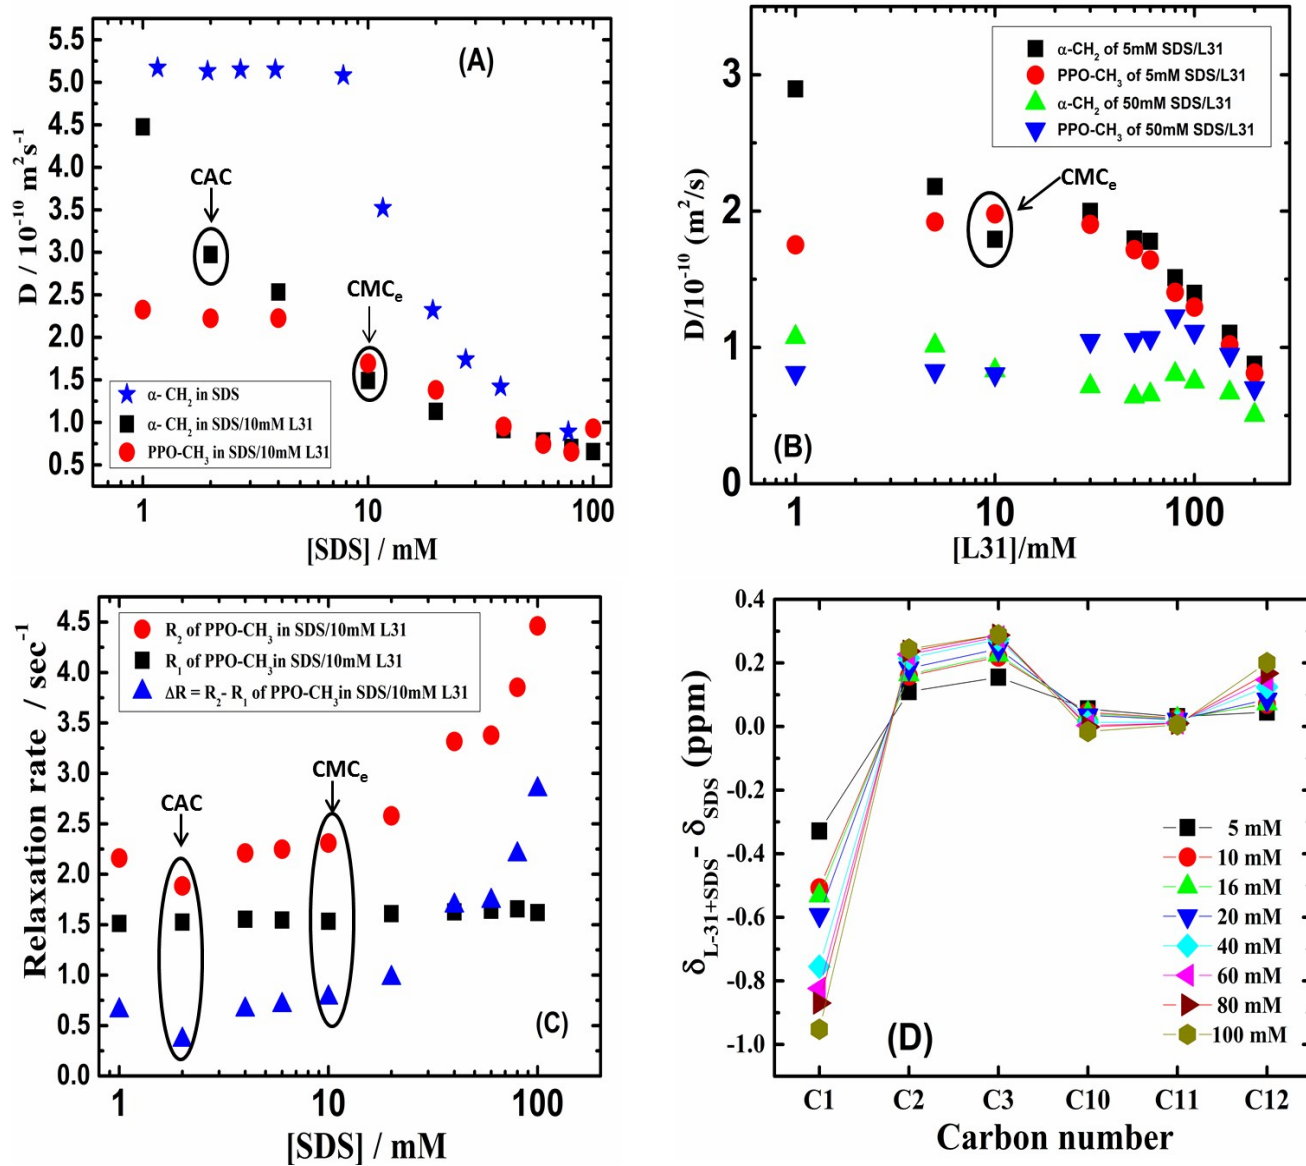 (A)
5.5
5.0
4.5
4.0
3.5
3.0
2.5
2.0
1.5
1.0
0.5
D / 10⁻¹⁰ m²s⁻¹
CAC
CMCₑ
α- CH₂ in SDS
α- CH₂ in SDS/10mM L31
PPO-CH₃ in SDS/10mM L31
1 10 100
[SDS] / mM
(B)
3
2
1
0
D/10⁻¹⁰ (m²/s)
α-CH₂ of 5mM SDS/L31
PPO-CH₃ of 5mM SDS/L31
α-CH₂ of 50mM SDS/L31
PPO-CH₃ of 50mM SDS/L31
CMCₑ
1 10 100
[L31]/mM
4.5
4.0
3.5
3.0
2.5
2.0
1.5
1.0
0.5
0.0
Relaxation rate / sec⁻¹
R₂ of PPO-CH₃ in SDS/10mM L31
R₁ of PPO-CH₃in SDS/10mM L31
ΔR = R₂- R₁ of PPO-CH₃in SDS/10mM L31
CAC
CMCₑ
(C)
1 10 100
[SDS] / mM
0.4
0.2
0.0
-0.2
-0.4
-0.6
-0.8
-1.0
δL-31+SDS- δSDS (ppm)
5 mM
10 mM
16 mM
20 mM
40 mM
60 mM
80 mM
100 mM
(D)
C1 C2 C3 C10 C11 C12
Carbon number